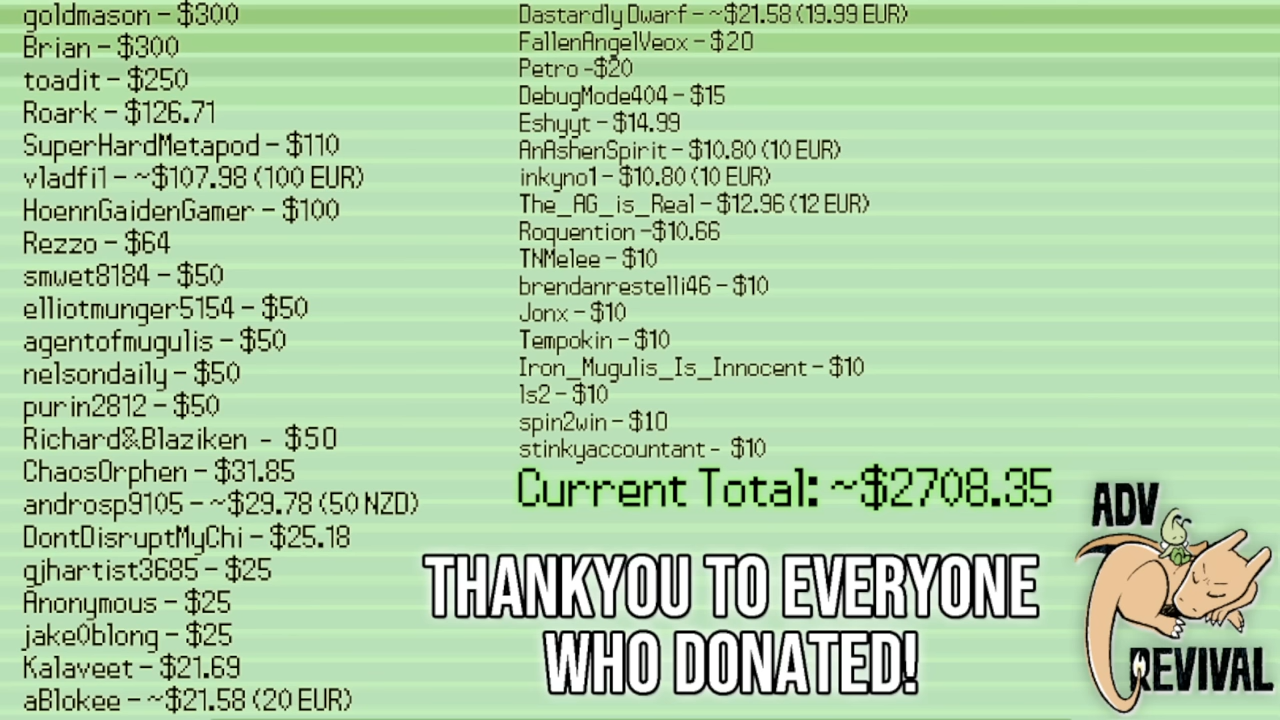 goldmason - $300
Brian - $300
toadit - $250
Roark - $126.71
SuperHardMetapod - $110
vladfi1 - ~$107.98 (100 EUR)
HoennGaidenGamer - $100
Rezzo - $64
smwet8184 - $50
elliotmunger5154 - $50
agentofmugulis - $50
nelsondaily - $50
purin2812 - $50
Richard&Blaziken - $50
ChaosOrphen - $31.85
androsp9105 - ~$29.78 (50 NZD)
DontDisruptMyChi - $25.18
gjhartist3685 - $25
Anonymous - $25
jake0blong - $25
Kalaveet - $21.69
aBlokee - ~$21.58 (20 EUR)
Dastardly Dwarf - ~$21.58 (19.99 EUR)
FallenAngelVeox - $20
Petro -$20
DebugMode404 - $15
Eshyyt - $14.99
AnAshenSpirit - $10.80 (10 EUR)
inkyno1 - $10.80 (10 EUR)
The_AG_is_Real - $12.96 (12 EUR)
Roquention -$10.66
TNMelee - $10
brendanrestelli46 - $10
Jonx - $10
Tempokin - $10
Iron_Mugulis_Is_Innocent - $10
ls2 - $10
spin2win - $10
stinkyaccountant - $10
Current Total: ~$2708.35
THANKYOU TO EVERYONE
WHO DONATED!
ADV
REVIVAL